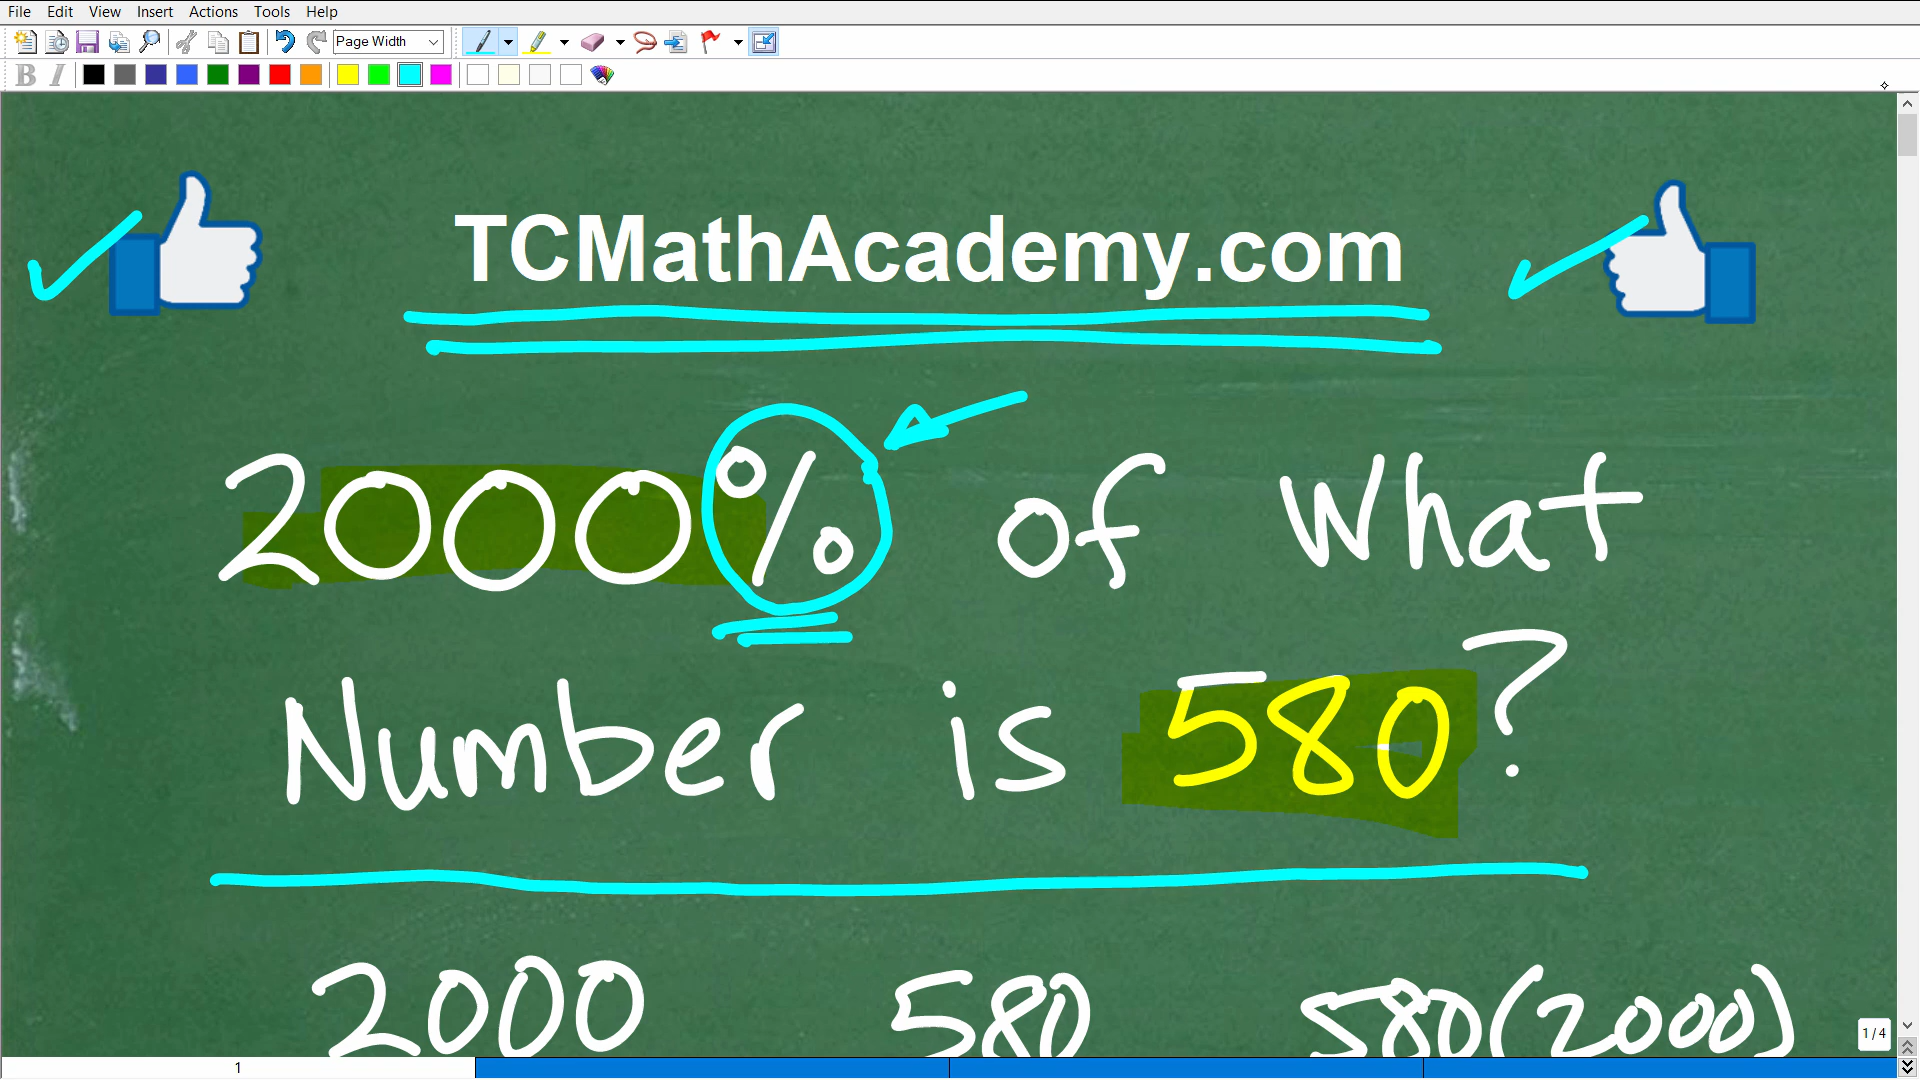 File Edit View Insert Actions Tools Help
Page Width
B I
TCMathAcademy.com
2000% of What
Number is 580?
2000 580 580(2000)
1 / 4
1